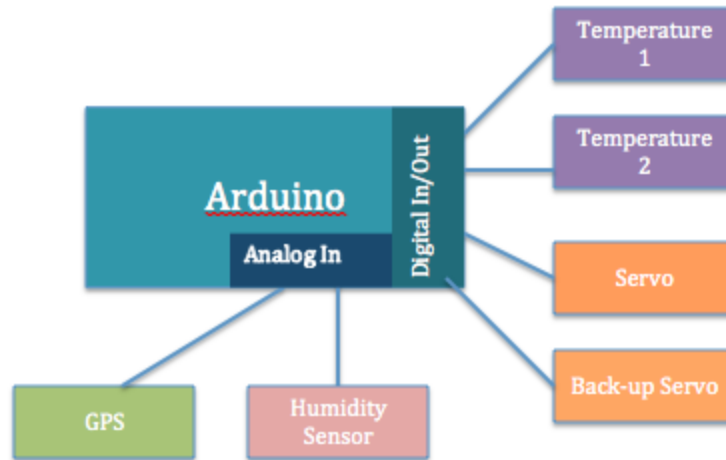 Temperature
1
Temperature
2
Arduino
Digital In/Out
Analog In
Servo
Back-up Servo
GPS
Humidity
Sensor